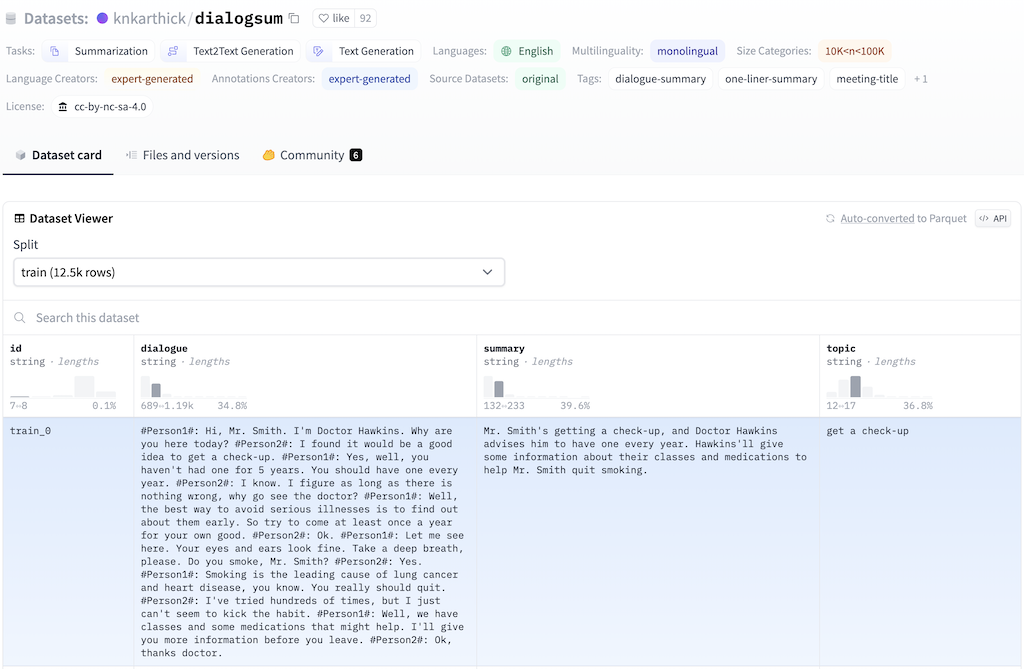 Datasets: knkarthick/dialogsum like 92
Tasks: Summarization Text2Text Generation Text Generation Languages: English Multilinguality: monolingual Size Categories: 10K<n<100K
Language Creators: expert-generated Annotations Creators: expert-generated Source Datasets: original Tags: dialogue-summary one-liner-summary meeting-title + 1
License: cc-by-nc-sa-4.0
Dataset card Files and versions Community 6
Dataset Viewer Auto-converted to Parquet </> API
Split
train (12.5k rows)
Search this dataset
id dialogue summary topic
string · lengths string · lengths string · lengths string · lengths
7↔8 0.1% 689↔1.19k 34.8% 132↔233 39.6% 12↔17 36.8%
train_0
#Person1#: Hi, Mr. Smith. I'm Doctor Hawkins. Why are
you here today? #Person2#: I found it would be a good
idea to get a check-up. #Person1#: Yes, well, you
haven't had one for 5 years. You should have one every
year. #Person2#: I know. I figure as long as there is
nothing wrong, why go see the doctor? #Person1#: Well,
the best way to avoid serious illnesses is to find out
about them early. So try to come at least once a year
for your own good. #Person2#: Ok. #Person1#: Let me see
here. Your eyes and ears look fine. Take a deep breath,
please. Do you smoke, Mr. Smith? #Person2#: Yes.
#Person1#: Smoking is the leading cause of lung cancer
and heart disease, you know. You really should quit.
#Person2#: I've tried hundreds of times, but I just
can't seem to kick the habit. #Person1#: Well, we have
classes and some medications that might help. I'll give
you more information before you leave. #Person2#: Ok,
thanks doctor.
Mr. Smith's getting a check-up, and Doctor Hawkins
advises him to have one every year. Hawkins'll give
some information about their classes and medications to
help Mr. Smith quit smoking.
get a check-up